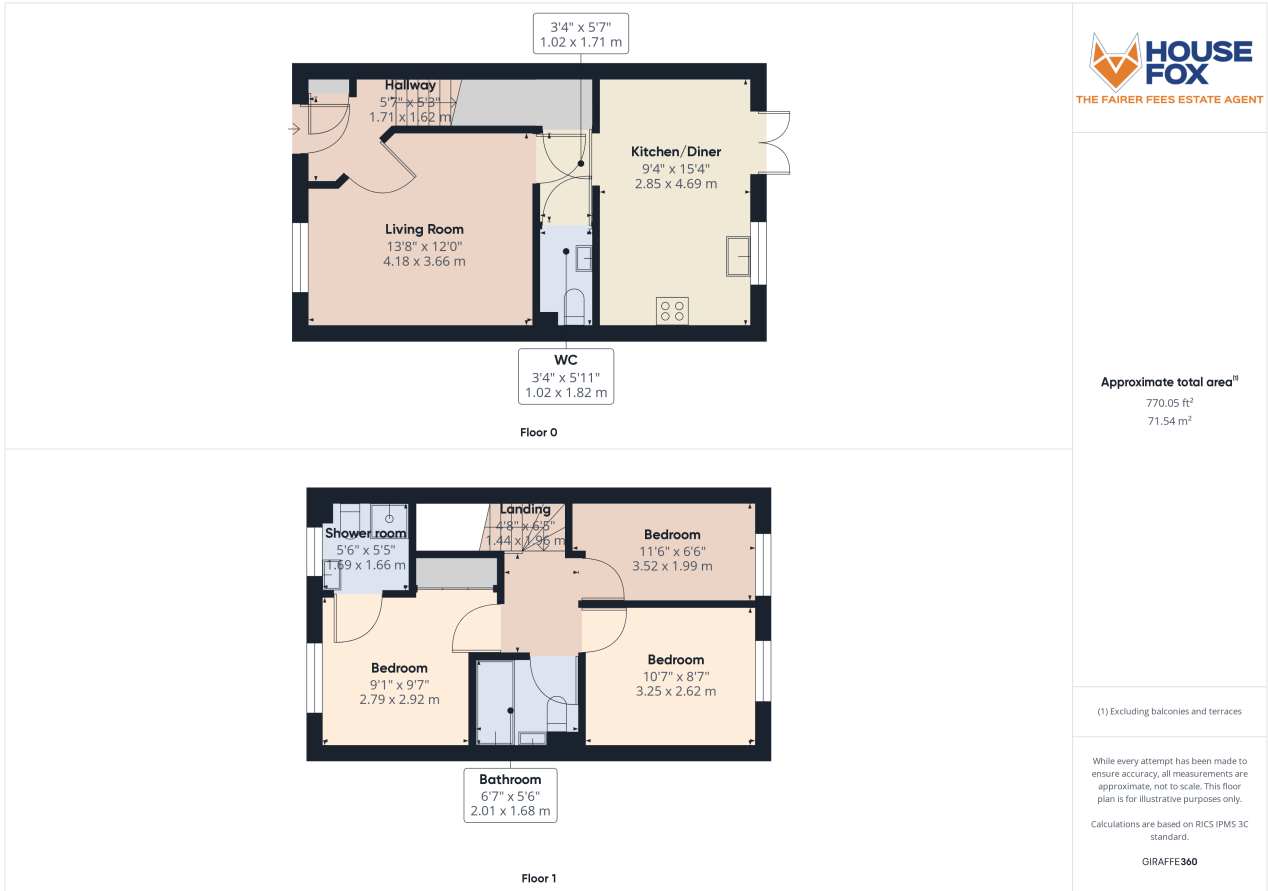 3'4" x 5'7"
1.02 x 1.71 m
Hallway
5'7" x 5'3"
1.71 x 1.62 m
Kitchen/Diner
9'4" x 15'4"
2.85 x 4.69 m
Living Room
13'8" x 12'0"
4.18 x 3.66 m
WC
3'4" x 5'11"
1.02 x 1.82 m
Floor 0
Landing
4'8" x 6'5"
1.44 x 1.96 m
Shower room
5'6" x 5'5"
1.69 x 1.66 m
Bedroom
11'6" x 6'6"
3.52 x 1.99 m
Bedroom
9'1" x 9'7"
2.79 x 2.92 m
Bedroom
10'7" x 8'7"
3.25 x 2.62 m
Bathroom
6'7" x 5'6"
2.01 x 1.68 m
Floor 1
HOUSE
FOX
THE FAIRER FEES ESTATE AGENT
Approximate total area(1)
770.05 ft²
71.54 m²
(1) Excluding balconies and terraces
While every attempt has been made to
ensure accuracy, all measurements are
approximate, not to scale. This floor
plan is for illustrative purposes only.
Calculations are based on RICS IPMS 3C
standard.
GIRAFFE360